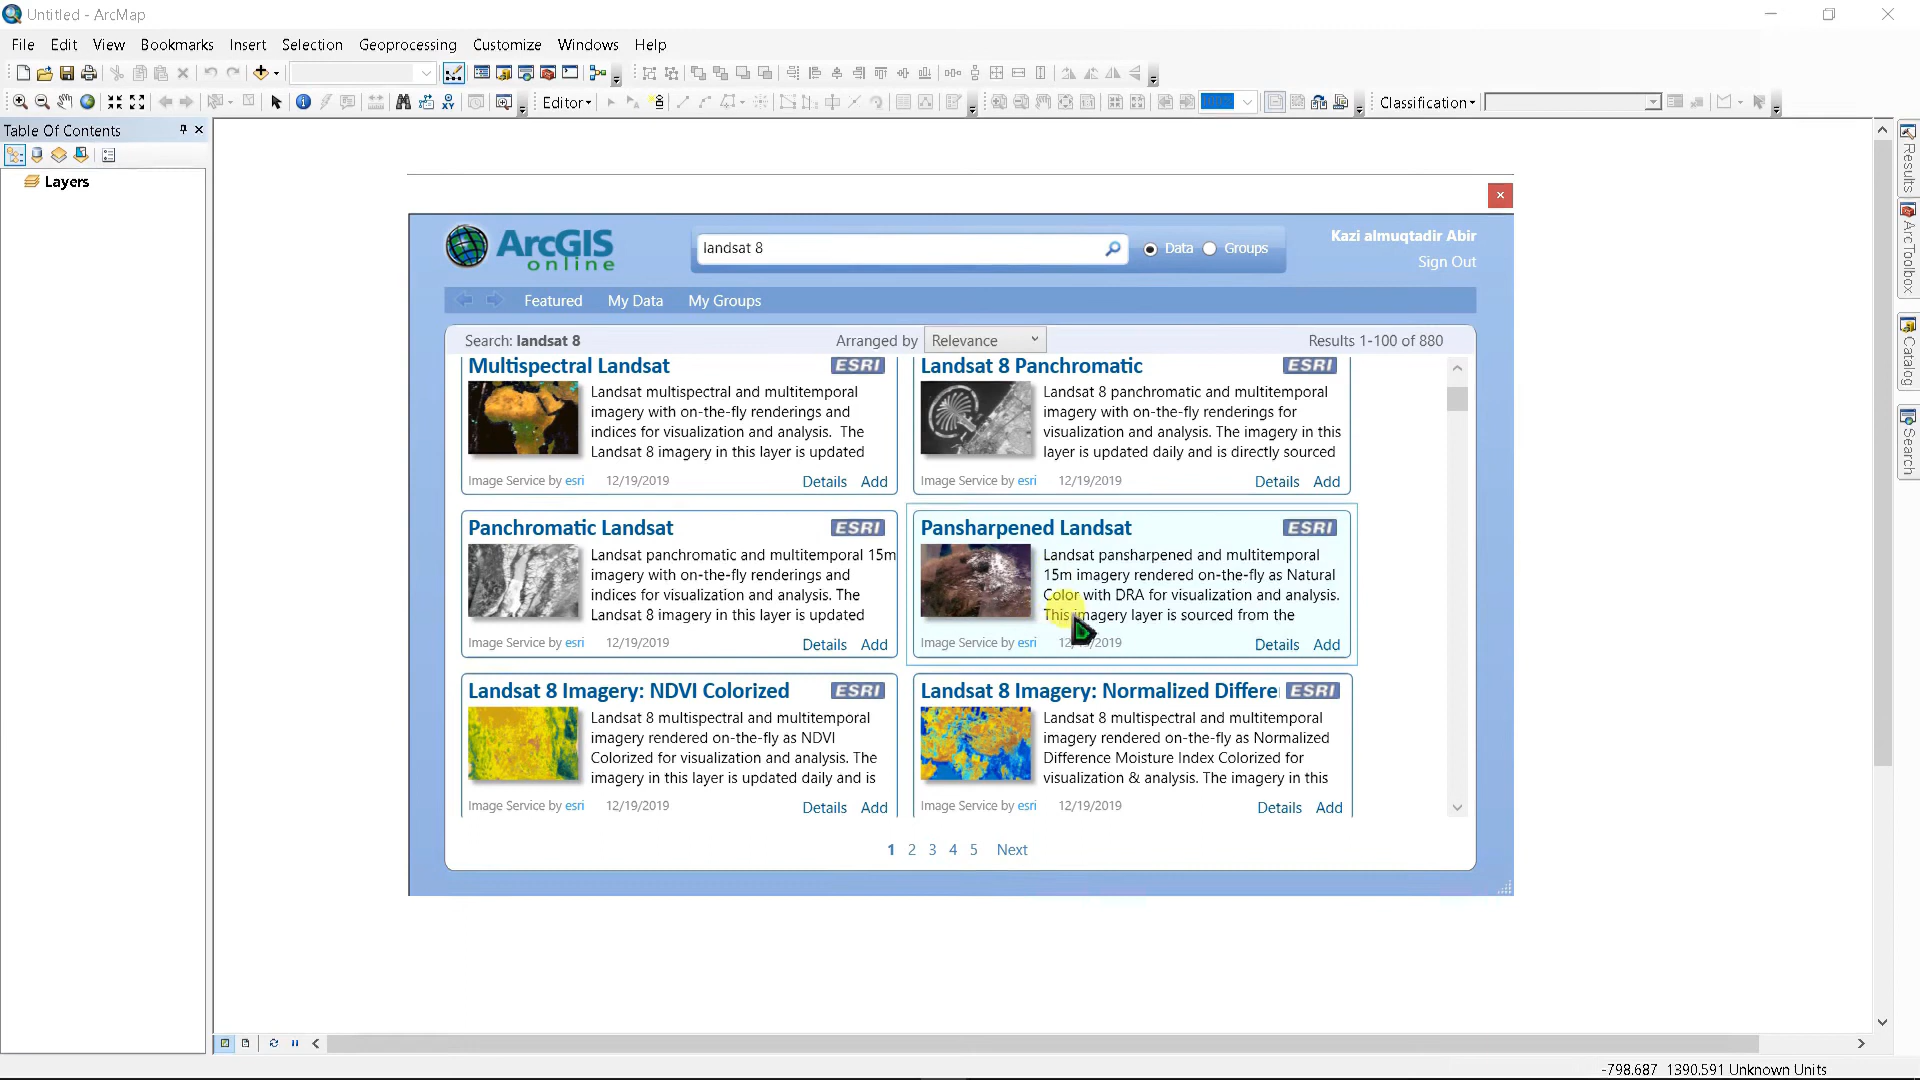 Untitled - ArcMap
File Edit View Bookmarks Insert Selection Geoprocessing Customize Windows Help
Editor
100%
Classification
Table Of Contents
Layers
ArcGIS
online
landsat 8
Data
Groups
Kazi almuqtadir Abir
Sign Out
Featured
My Data
My Groups
Search: landsat 8
Arranged by
Relevance
Results 1-100 of 880
Multispectral Landsat
ESRI
Landsat multispectral and multitemporal
imagery with on-the-fly renderings and
indices for visualization and analysis. The
Landsat 8 imagery in this layer is updated
Image Service by esri 12/19/2019
Details Add
Landsat 8 Panchromatic
ESRI
Landsat 8 panchromatic and multitemporal
imagery with on-the-fly renderings for
visualization and analysis. The imagery in this
layer is updated daily and is directly sourced
Image Service by esri 12/19/2019
Details Add
Panchromatic Landsat
ESRI
Landsat panchromatic and multitemporal 15m
imagery with on-the-fly renderings and
indices for visualization and analysis. The
Landsat 8 imagery in this layer is updated
Image Service by esri 12/19/2019
Details Add
Pansharpened Landsat
ESRI
Landsat pansharpened and multitemporal
15m imagery rendered on-the-fly as Natural
Color with DRA for visualization and analysis.
This imagery layer is sourced from the
Image Service by esri 12/19/2019
Details Add
Landsat 8 Imagery: NDVI Colorized
ESRI
Landsat 8 multispectral and multitemporal
imagery rendered on-the-fly as NDVI
Colorized for visualization and analysis. The
imagery in this layer is updated daily and is
Image Service by esri 12/19/2019
Details Add
Landsat 8 Imagery: Normalized Differe
ESRI
Landsat 8 multispectral and multitemporal
imagery rendered on-the-fly as Normalized
Difference Moisture Index Colorized for
visualization & analysis. The imagery in this
Image Service by esri 12/19/2019
Details Add
1 2 3 4 5 Next
Results
ArcToolbox
Catalog
Search
-798.687 1390.591 Unknown Units